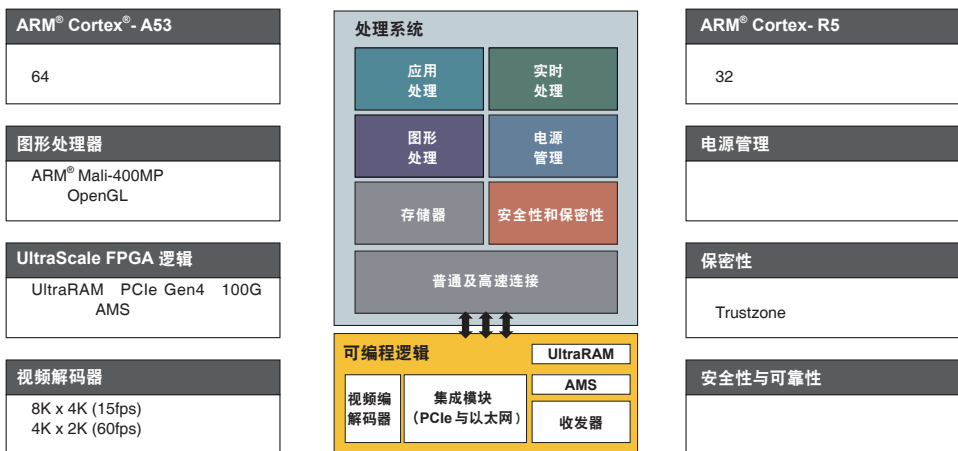 ARM® Cortex®- A53
64
图形处理器
ARM® Mali-400MP
OpenGL
UltraScale FPGA 逻辑
UltraRAM PCIe Gen4 100G
AMS
视频解码器
8K x 4K (15fps)
4K x 2K (60fps)
处理系统
应用
处理
实时
处理
图形
处理
电源
管理
存储器
安全性和保密性
普通及高速连接
可编程逻辑
UltraRAM
AMS
视频编
解码器
集成模块
（PCIe 与以太网）
收发器
ARM® Cortex- R5
32
电源管理
保密性
Trustzone
安全性与可靠性